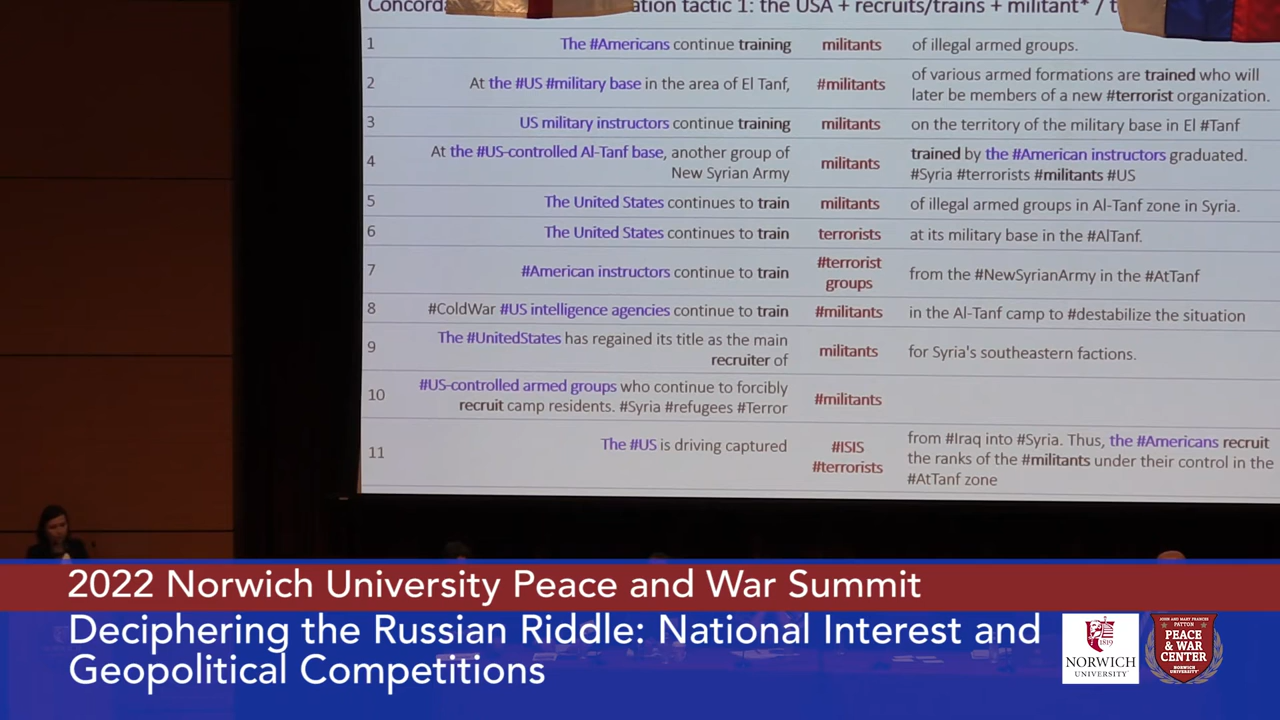 Concord ation tactic 1: the USA + recruits/trains + militant* / t
1 The #Americans continue training militants of illegal armed groups.
2 At the #US #military base in the area of El Tanf, #militants of various armed formations are trained who will
later be members of a new #terrorist organization.
3 US military instructors continue training militants on the territory of the military base in El #Tanf
4 At the #US-controlled Al-Tanf base, another group of
New Syrian Army militants trained by the #American instructors graduated.
#Syria #terrorists #militants #US
5 The United States continues to train militants of illegal armed groups in Al-Tanf zone in Syria.
6 The United States continues to train terrorists at its military base in the #AlTanf.
7 #American instructors continue to train #terrorist
groups from the #NewSyrianArmy in the #AtTanf
8 #ColdWar #US intelligence agencies continue to train #militants in the Al-Tanf camp to #destabilize the situation
9 The #UnitedStates has regained its title as the main
recruiter of militants for Syria's southeastern factions.
10 #US-controlled armed groups who continue to forcibly
recruit camp residents. #Syria #refugees #Terror #militants
11 The #US is driving captured #ISIS
#terrorists from #Iraq into #Syria. Thus, the #Americans recruit
the ranks of the #militants under their control in the
#AtTanf zone
2022 Norwich University Peace and War Summit
Deciphering the Russian Riddle: National Interest and
Geopolitical Competitions
1819
NORWICH
UNIVERSITY
JOHN AND MARY FRANCES
PATTON
PEACE
& WAR
CENTER
NORWICH
UNIVERSITY